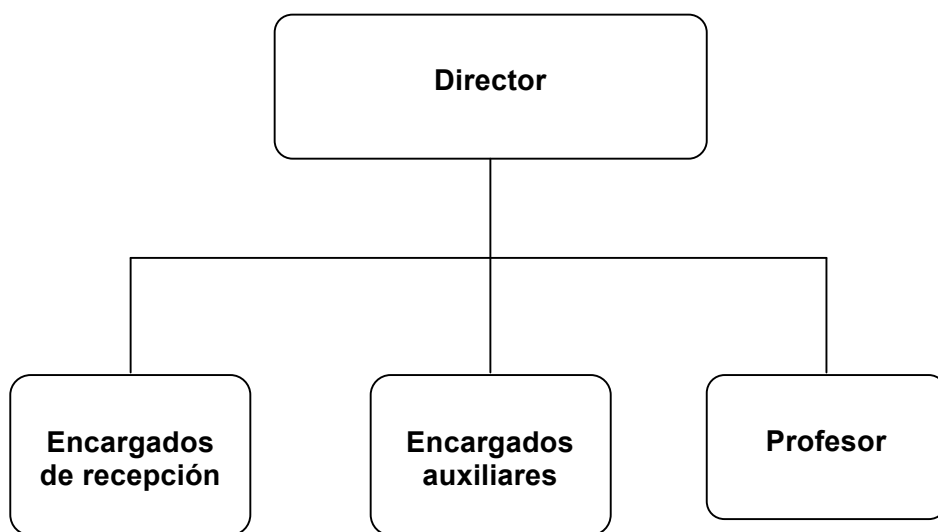 Director
Encargados
de recepción
Encargados
auxiliares
Profesor